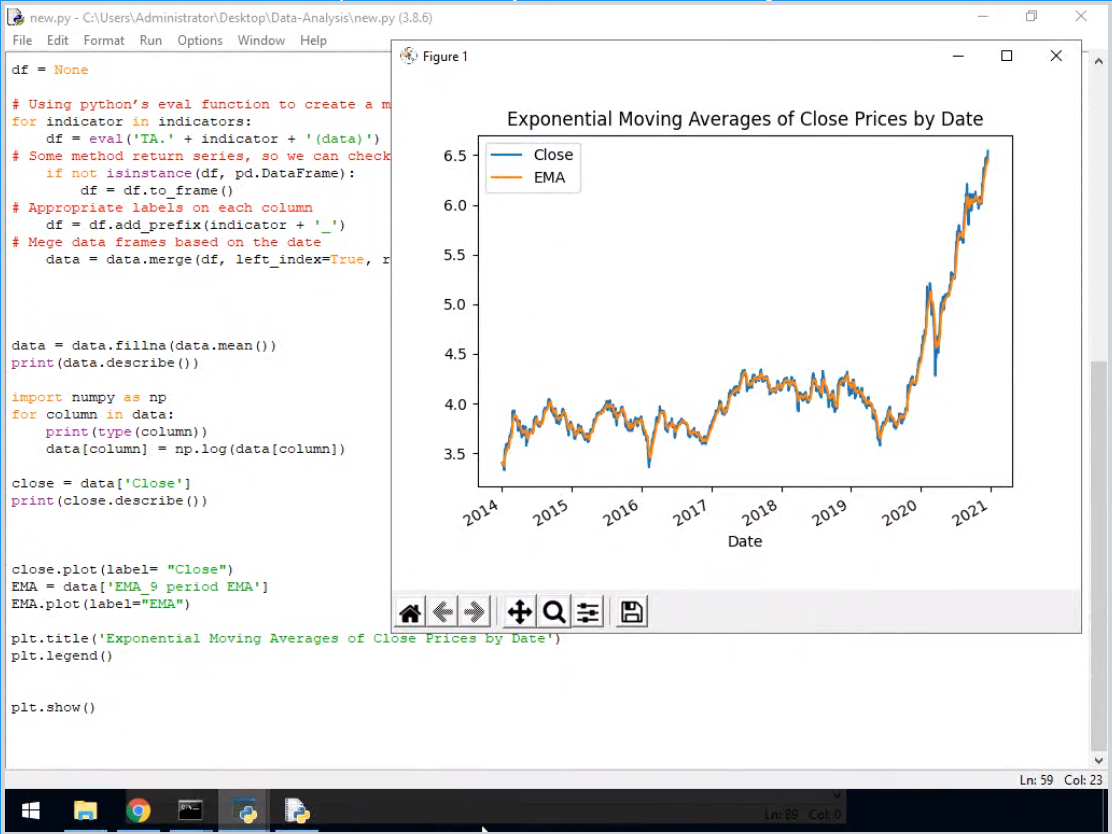 new.py - C:\Users\Administrator\Desktop\Data-Analysis\new.py (3.8.6)
File Edit Format Run Options Window Help
df = None
# Using python’s eval function to create a m
for indicator in indicators:
    df = eval('TA.' + indicator + '(data)')
# Some method return series, so we can check
    if not isinstance(df, pd.DataFrame):
        df = df.to_frame()
# Appropriate labels on each column
    df = df.add_prefix(indicator + '_')
# Mege data frames based on the date
    data = data.merge(df, left_index=True, r
data = data.fillna(data.mean())
print(data.describe())
import numpy as np
for column in data:
    print(type(column))
    data[column] = np.log(data[column])
close = data['Close']
print(close.describe())
close.plot(label= "Close")
EMA = data['EMA_9 period EMA']
EMA.plot(label="EMA")
plt.title('Exponential Moving Averages of Close Prices by Date')
plt.legend()
plt.show()
Figure 1
Exponential Moving Averages of Close Prices by Date
Close
EMA
6.5
6.0
5.5
5.0
4.5
4.0
3.5
2014 2015 2016 2017 2018 2019 2020 2021
Date
Ln: 59 Col: 23
Ln: 89 Col: 0